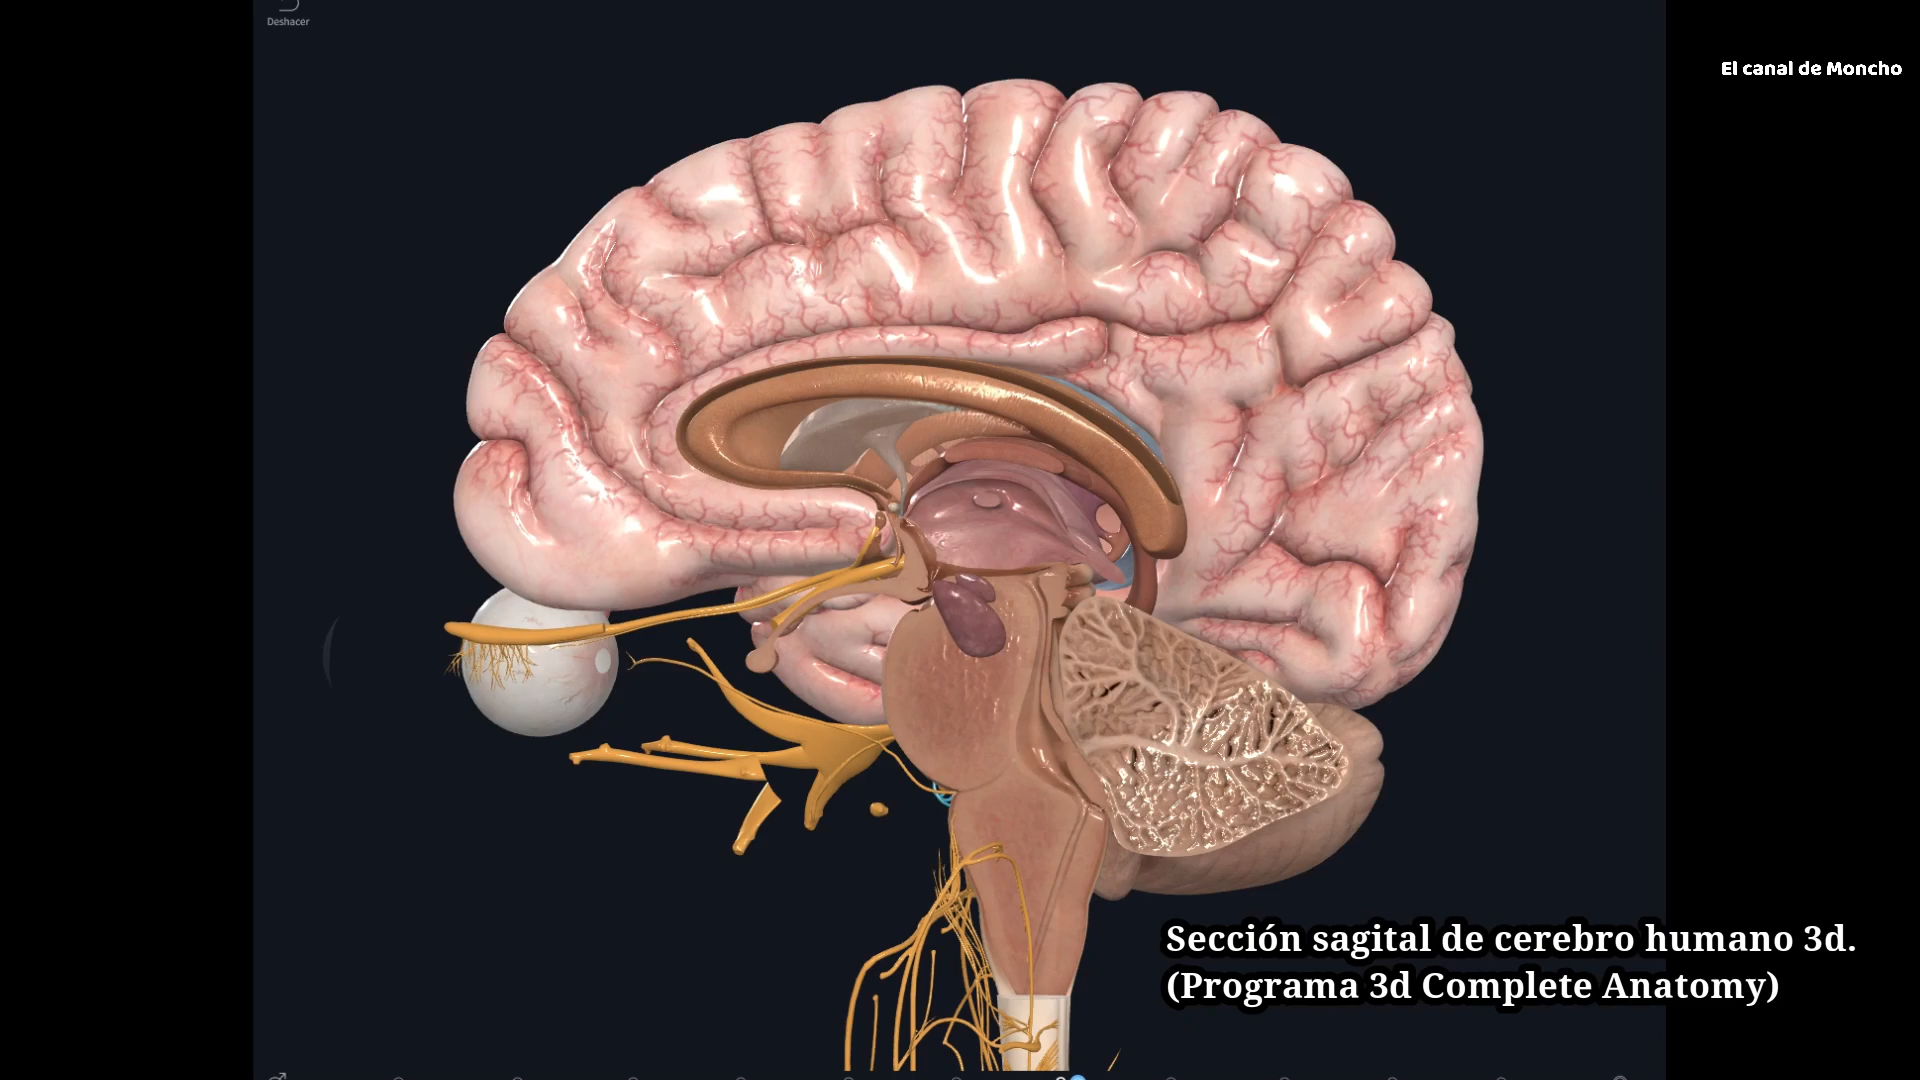 Deshacer
El canal de Moncho
Sección sagital de cerebro humano 3d.
(Programa 3d Complete Anatomy)